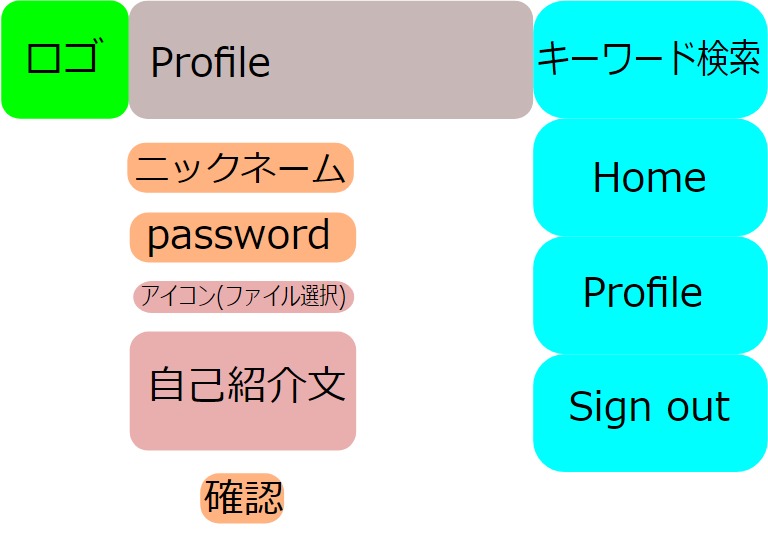 ロゴ
Profile
キーワード検索
ニックネーム
password
アイコン(ファイル選択)
自己紹介文
確認
Home
Profile
Sign out